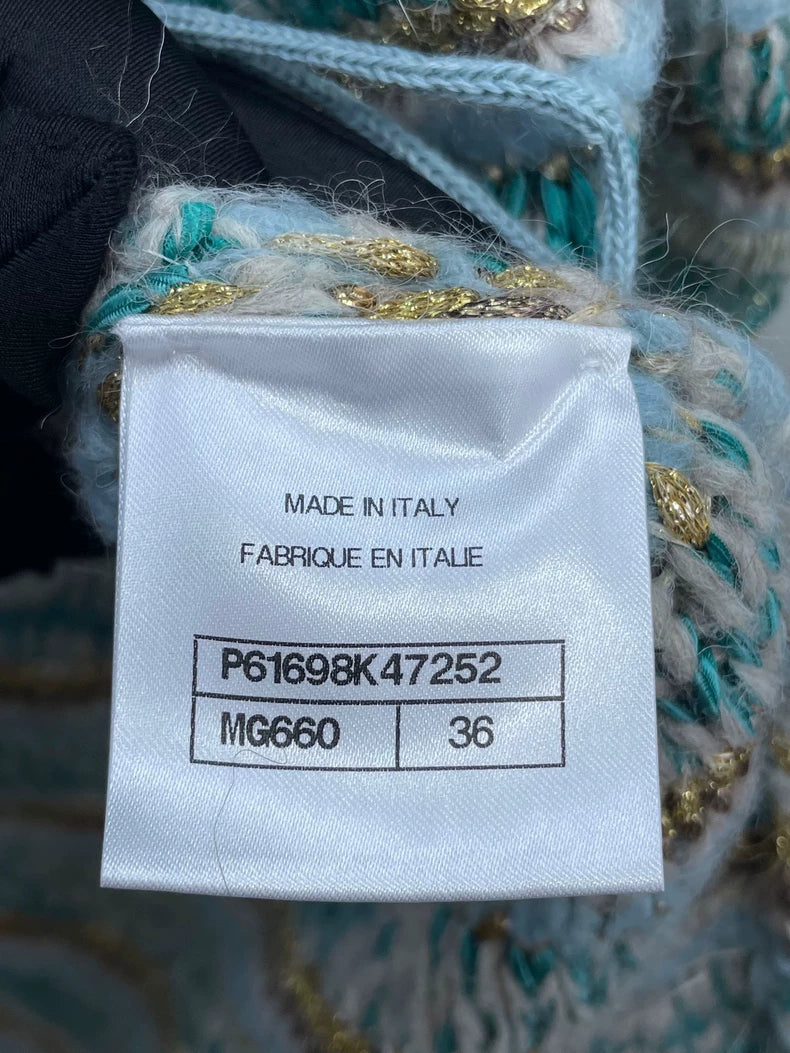 MADE IN ITALY
FABRIQUE EN ITALIE
P61698K47252
MG660 36